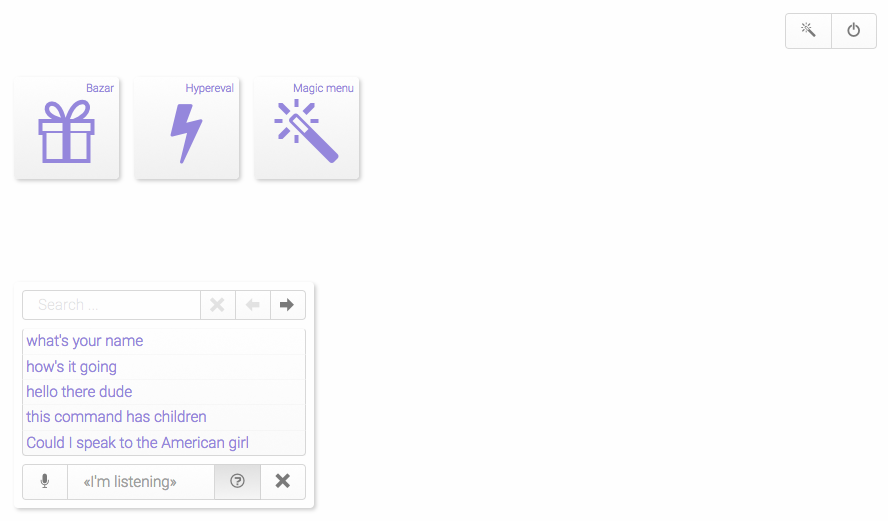 Bazar
Hypereval
Magic menu
Search ...
what's your name
how's it going
hello there dude
this command has children
Could I speak to the American girl
«I'm listening»